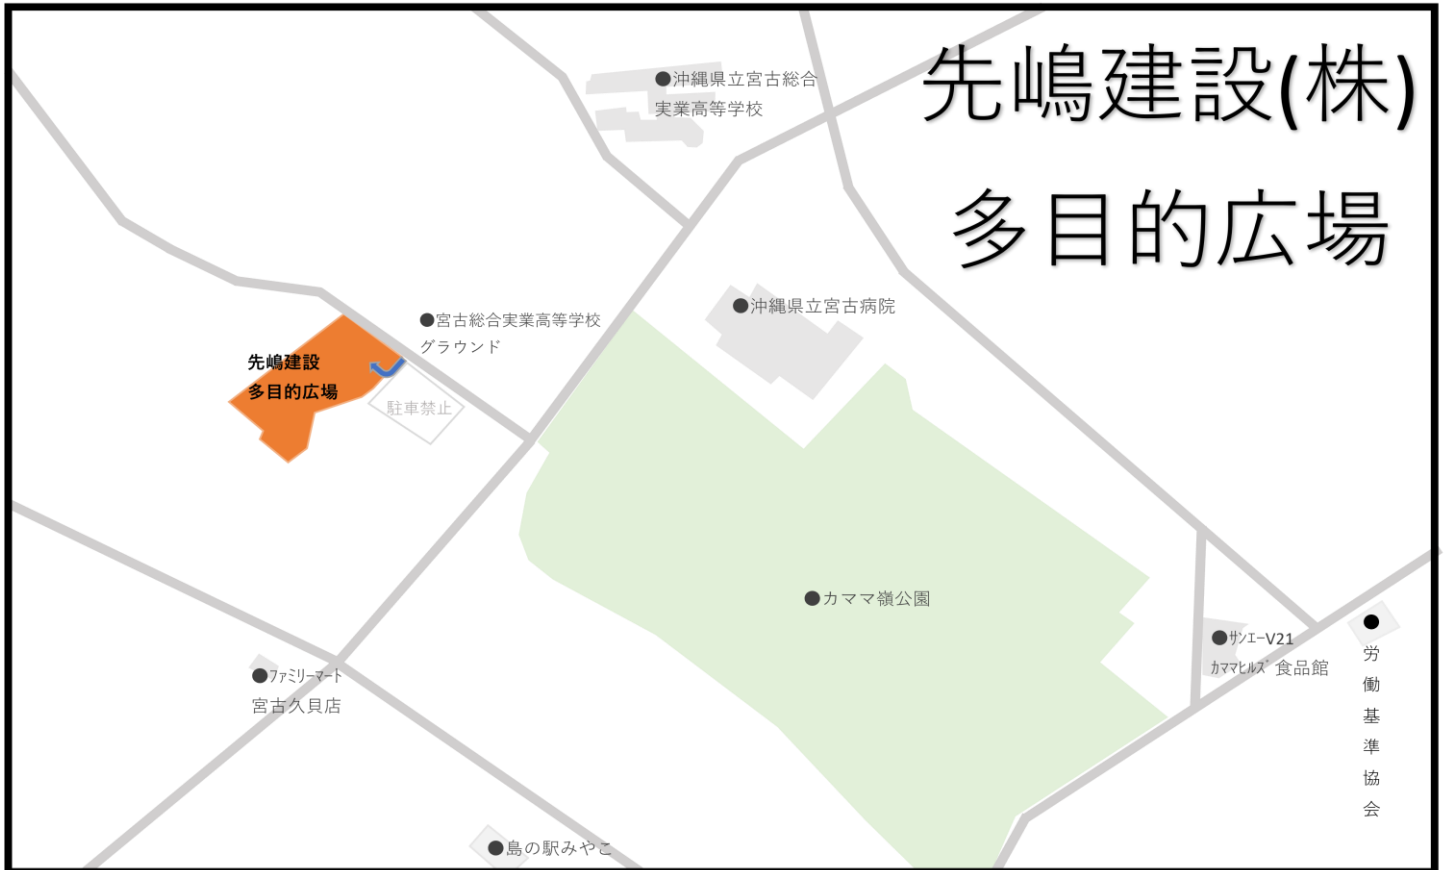 先嶋建設(株)
多目的広場
●沖縄県立宮古総合
実業高等学校
●沖縄県立宮古病院
●宮古総合実業高等学校
グラウンド
先嶋建設
多目的広場
駐車禁止
●カママ嶺公園
●ｻﾝｴｰV21
ｶﾏﾏﾋﾙｽﾞ食品館
●
労
働
基
準
協
会
●ﾌｧﾐﾘｰﾏｰﾄ
宮古久貝店
●島の駅みやこ